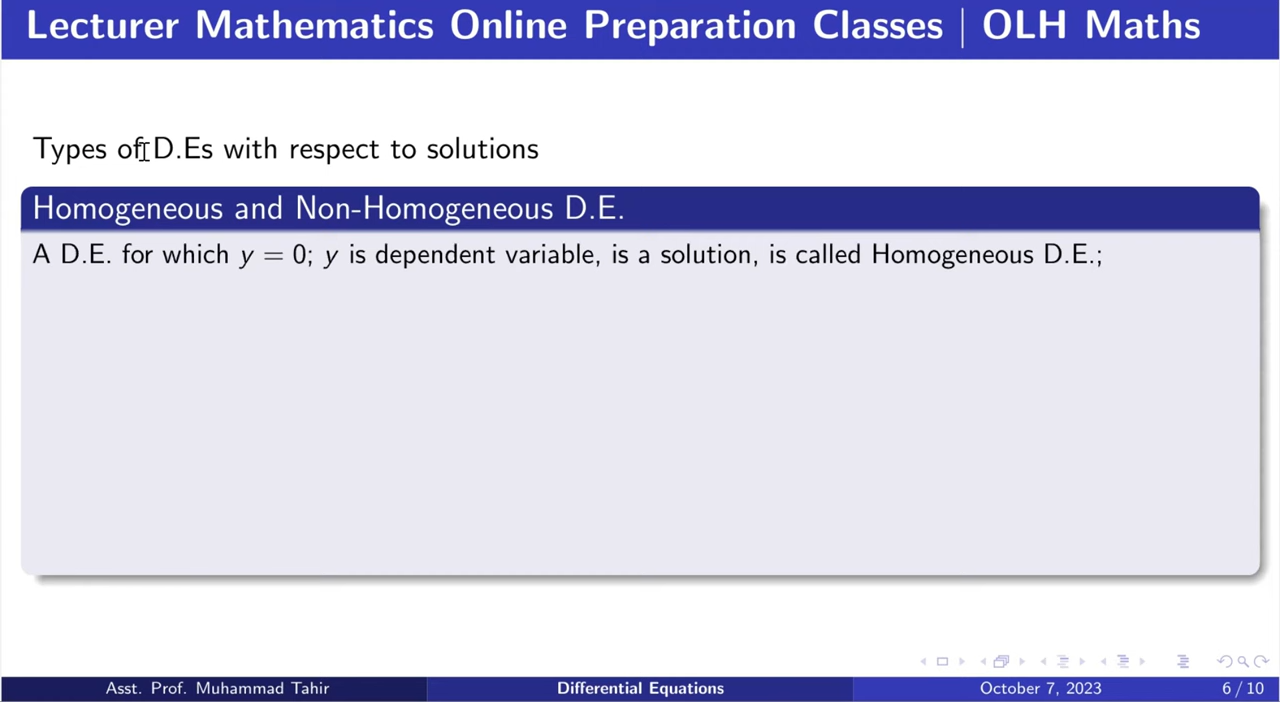 Lecturer Mathematics Online Preparation Classes | OLH Maths
Types of D.Es with respect to solutions
Homogeneous and Non-Homogeneous D.E.
A D.E. for which y = 0; y is dependent variable, is a solution, is called Homogeneous D.E.;
Asst. Prof. Muhammad Tahir
Differential Equations
October 7, 2023
6 / 10